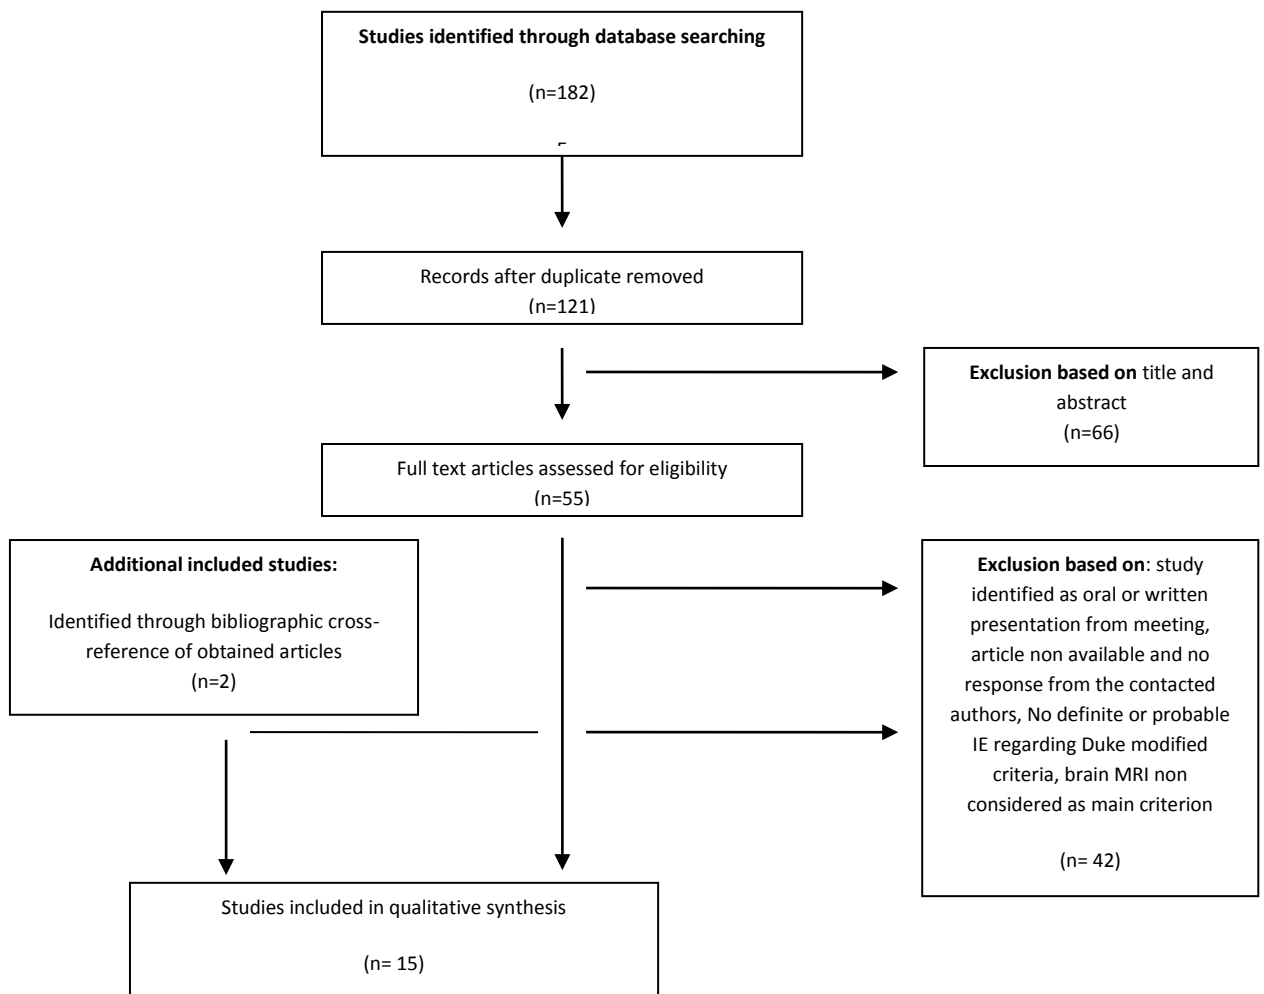 Studies identified through database searching
(n=182)
Records after duplicate removed
(n=121)
Exclusion based on title and
abstract
(n=66)
Full text articles assessed for eligibility
(n=55)
Additional included studies:
Identified through bibliographic cross-
reference of obtained articles
(n=2)
Exclusion based on: study
identified as oral or written
presentation from meeting,
article non available and no
response from the contacted
authors, No definite or probable
IE regarding Duke modified
criteria, brain MRI non
considered as main criterion
(n= 42)
Studies included in qualitative synthesis
(n= 15)